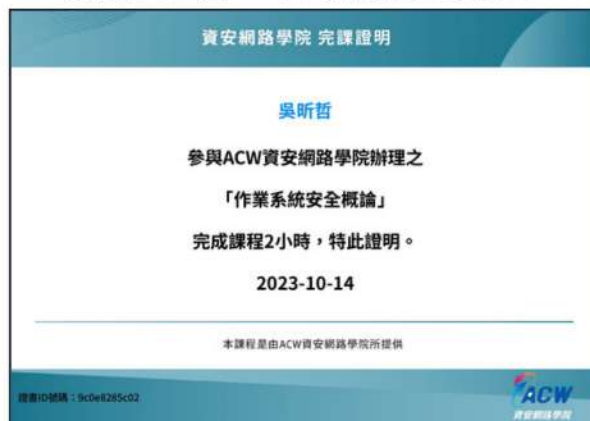 資安網路學院 完課證明
吳昕哲
參與ACW資安網路學院辦理之
「作業系統安全概論」
完成課程2小時，特此證明。
2023-10-14
本課程是由ACW資安網路學院所提供
證書ID號碼：9c0e8265c02
ACW
資安網路學院